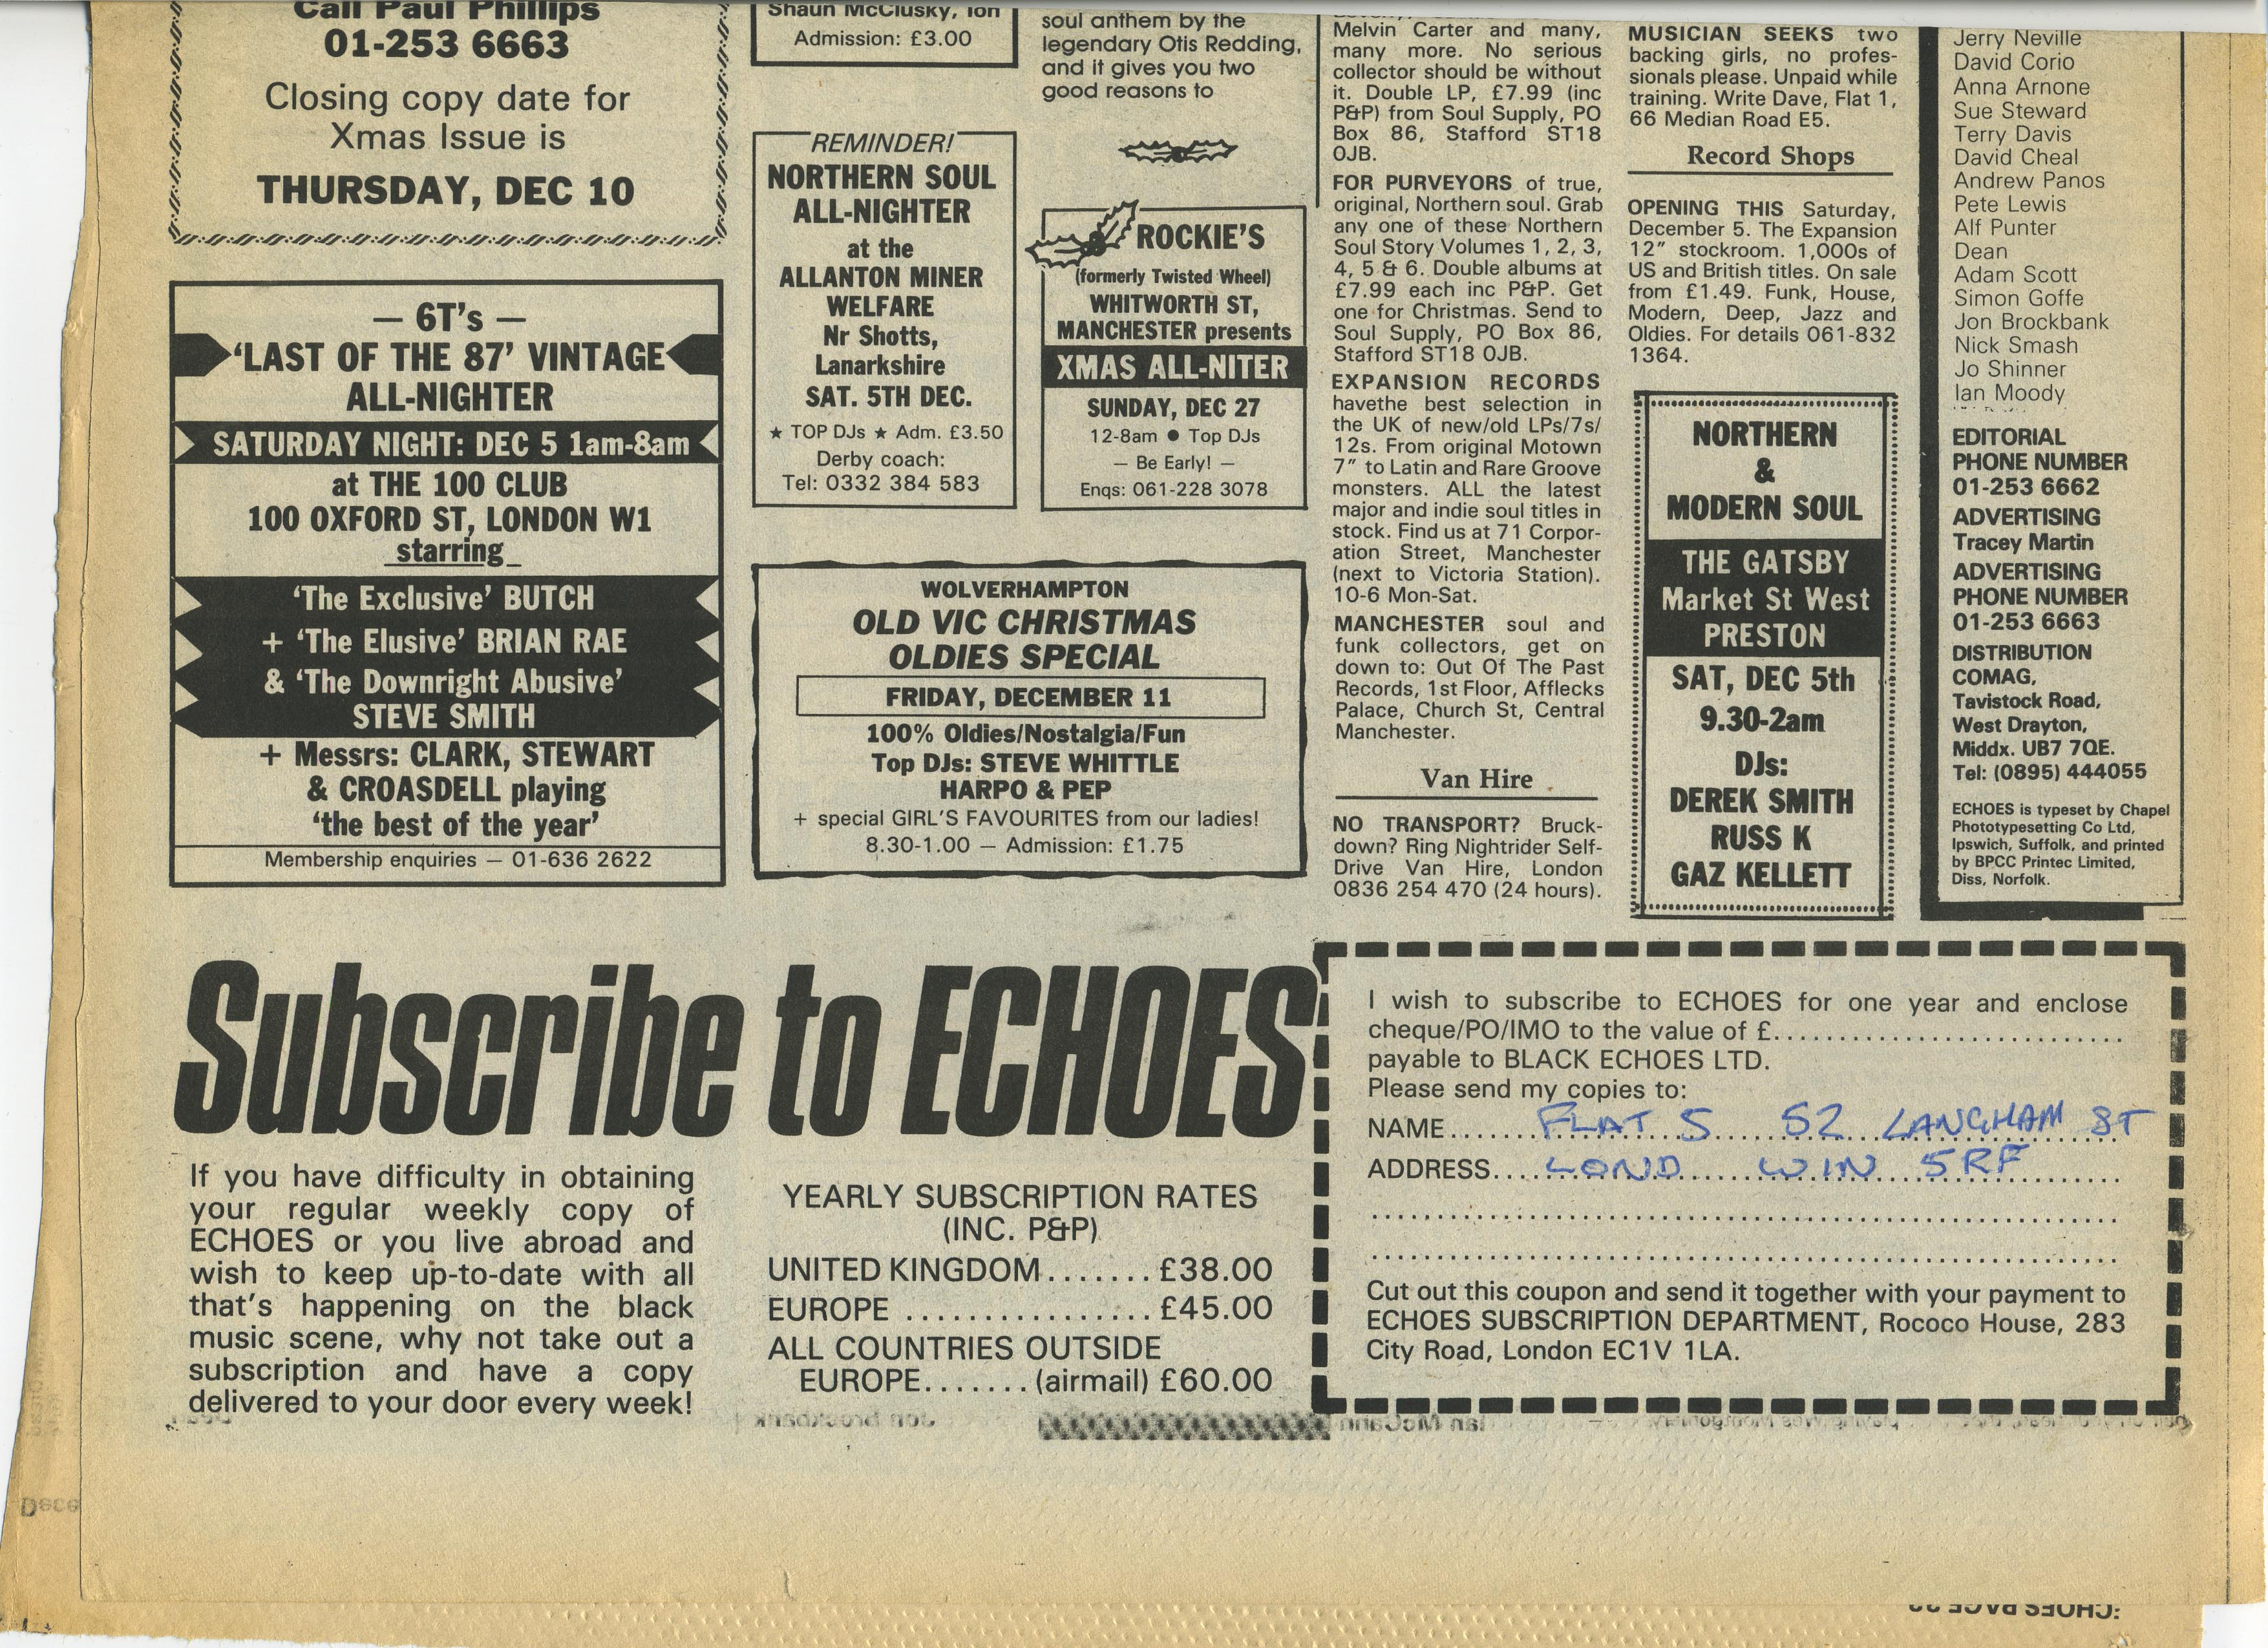 Call Paul Phillips
01-253 6663
Closing copy date for
Xmas Issue is
THURSDAY, DEC 10
— 6T's —
'LAST OF THE 87' VINTAGE
ALL-NIGHTER
SATURDAY NIGHT: DEC 5 1am-8am
at THE 100 CLUB
100 OXFORD ST, LONDON W1
starring
'The Exclusive' BUTCH
+ 'The Elusive' BRIAN RAE
& 'The Downright Abusive'
STEVE SMITH
+ Messrs: CLARK, STEWART
& CROASDELL playing
'the best of the year'
Membership enquiries — 01-636 2622
Shaun McClusky, Ion
Admission: £3.00
REMINDER!
NORTHERN SOUL
ALL-NIGHTER
at the
ALLANTON MINER
WELFARE
Nr Shotts,
Lanarkshire
SAT. 5TH DEC.
★ TOP DJs ★ Adm. £3.50
Derby coach:
Tel: 0332 384 583
soul anthem by the
legendary Otis Redding,
and it gives you two
good reasons to
ROCKIE'S
(formerly Twisted Wheel)
WHITWORTH ST,
MANCHESTER presents
XMAS ALL-NITER
SUNDAY, DEC 27
12-8am ● Top DJs
— Be Early! —
Enqs: 061-228 3078
WOLVERHAMPTON
OLD VIC CHRISTMAS
OLDIES SPECIAL
FRIDAY, DECEMBER 11
100% Oldies/Nostalgia/Fun
Top DJs: STEVE WHITTLE
HARPO & PEP
+ special GIRL'S FAVOURITES from our ladies!
8.30-1.00 — Admission: £1.75
Melvin Carter and many,
many more. No serious
collector should be without
it. Double LP, £7.99 (inc
P&P) from Soul Supply, PO
Box 86, Stafford ST18
0JB.
FOR PURVEYORS of true,
original, Northern soul. Grab
any one of these Northern
Soul Story Volumes 1, 2, 3,
4, 5 & 6. Double albums at
£7.99 each inc P&P. Get
one for Christmas. Send to
Soul Supply, PO Box 86,
Stafford ST18 0JB.
EXPANSION RECORDS
havethe best selection in
the UK of new/old LPs/7s/
12s. From original Motown
7" to Latin and Rare Groove
monsters. ALL the latest
major and indie soul titles in
stock. Find us at 71 Corpor-
ation Street, Manchester
(next to Victoria Station).
10-6 Mon-Sat.
MANCHESTER soul and
funk collectors, get on
down to: Out Of The Past
Records, 1st Floor, Afflecks
Palace, Church St, Central
Manchester.
Van Hire
NO TRANSPORT? Bruck-
down? Ring Nightrider Self-
Drive Van Hire, London
0836 254 470 (24 hours).
MUSICIAN SEEKS two
backing girls, no profes-
sionals please. Unpaid while
training. Write Dave, Flat 1,
66 Median Road E5.
Record Shops
OPENING THIS Saturday,
December 5. The Expansion
12" stockroom. 1,000s of
US and British titles. On sale
from £1.49. Funk, House,
Modern, Deep, Jazz and
Oldies. For details 061-832
1364.
NORTHERN
&
MODERN SOUL
THE GATSBY
Market St West
PRESTON
SAT, DEC 5th
9.30-2am
DJs:
DEREK SMITH
RUSS K
GAZ KELLETT
Jerry Neville
David Corio
Anna Arnone
Sue Steward
Terry Davis
David Cheal
Andrew Panos
Pete Lewis
Alf Punter
Dean
Adam Scott
Simon Goffe
Jon Brockbank
Nick Smash
Jo Shinner
Ian Moody
EDITORIAL
PHONE NUMBER
01-253 6662
ADVERTISING
Tracey Martin
ADVERTISING
PHONE NUMBER
01-253 6663
DISTRIBUTION
COMAG,
Tavistock Road,
West Drayton,
Middx. UB7 7QE.
Tel: (0895) 444055
ECHOES is typeset by Chapel
Phototypesetting Co Ltd,
Ipswich, Suffolk, and printed
by BPCC Printec Limited,
Diss, Norfolk.
Subscribe to ECHOES
If you have difficulty in obtaining
your regular weekly copy of
ECHOES or you live abroad and
wish to keep up-to-date with all
that's happening on the black
music scene, why not take out a
subscription and have a copy
delivered to your door every week!
YEARLY SUBSCRIPTION RATES
(INC. P&P)
UNITED KINGDOM.......£38.00
EUROPE ................£45.00
ALL COUNTRIES OUTSIDE
EUROPE.......(airmail) £60.00
I wish to subscribe to ECHOES for one year and enclose
cheque/PO/IMO to the value of £..............................
payable to BLACK ECHOES LTD.
Please send my copies to:
NAME FLAT 5 52 LANGHAM ST
ADDRESS LOND W1N 5RF
Cut out this coupon and send it together with your payment to
ECHOES SUBSCRIPTION DEPARTMENT, Rococo House, 283
City Road, London EC1V 1LA.